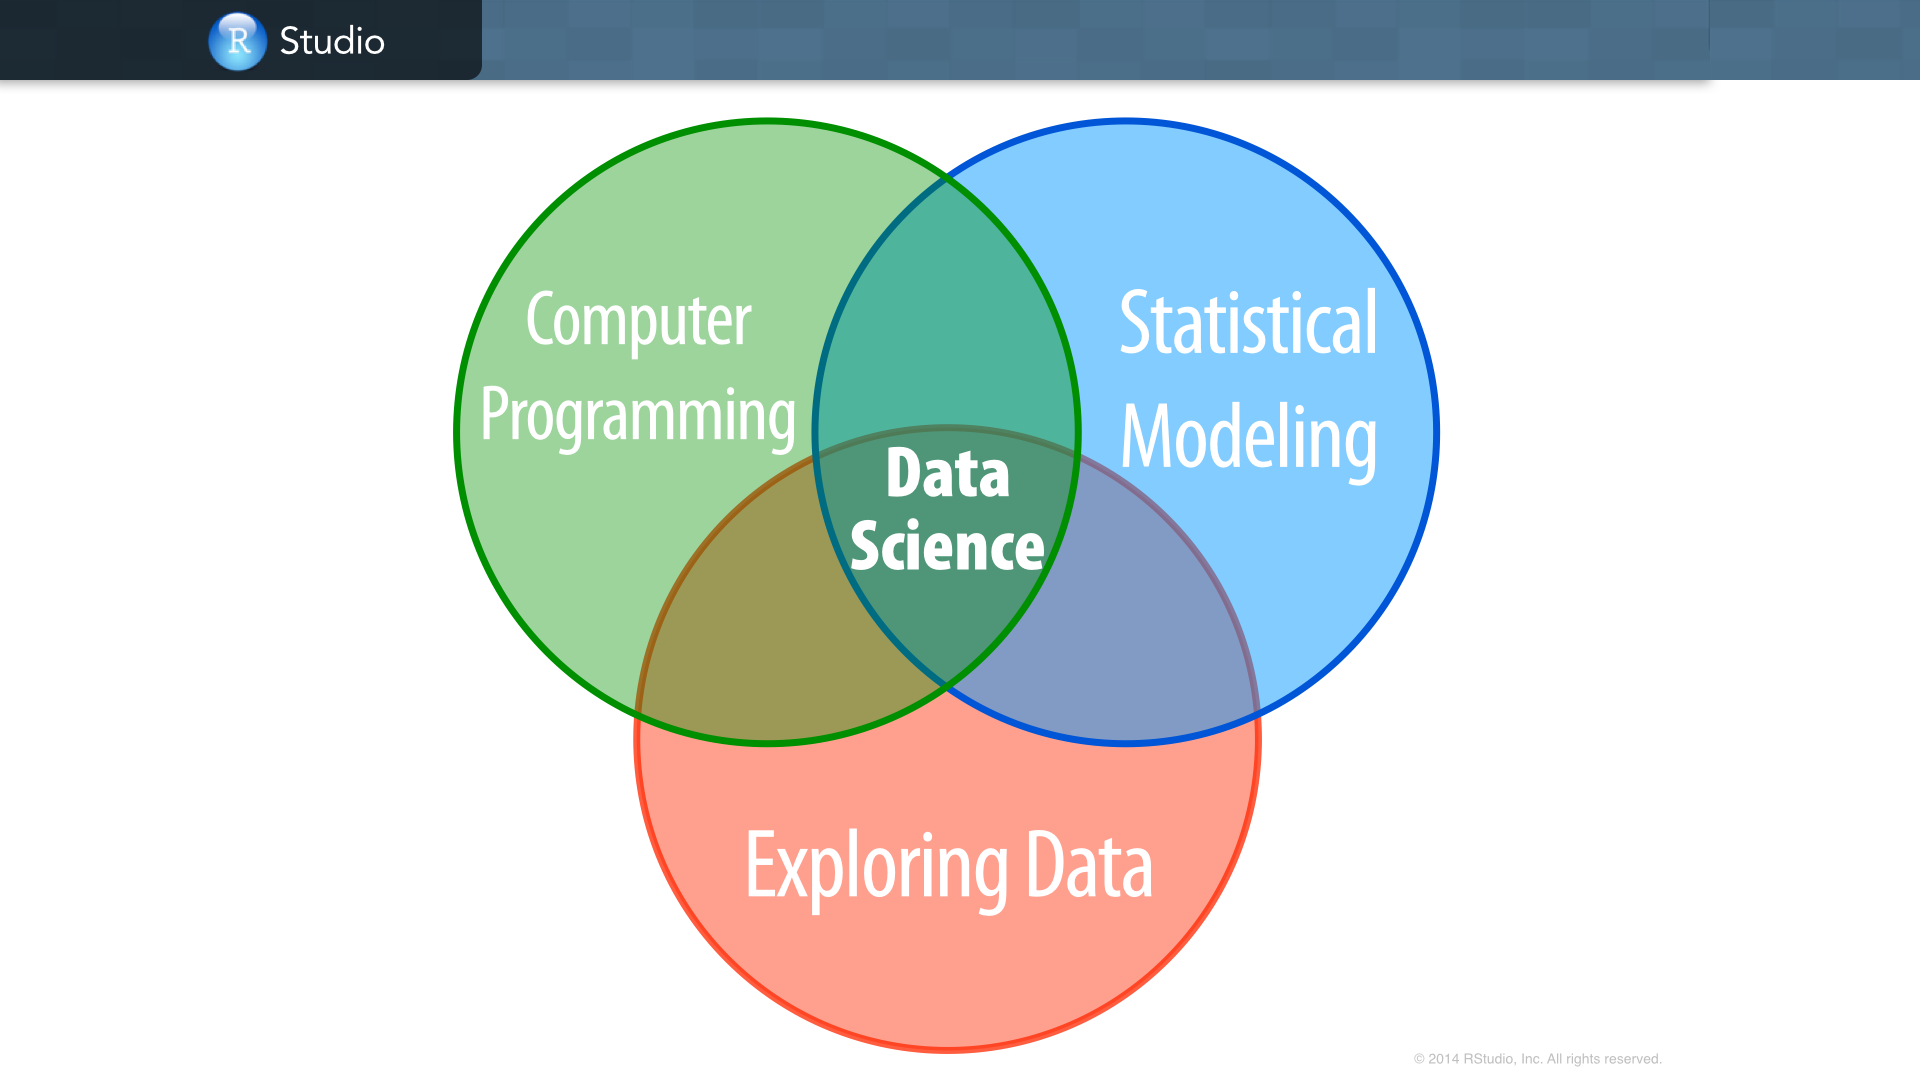 R Studio
Computer
Programming
Statistical
Modeling
Data
Science
Exploring Data
© 2014 RStudio, Inc. All rights reserved.